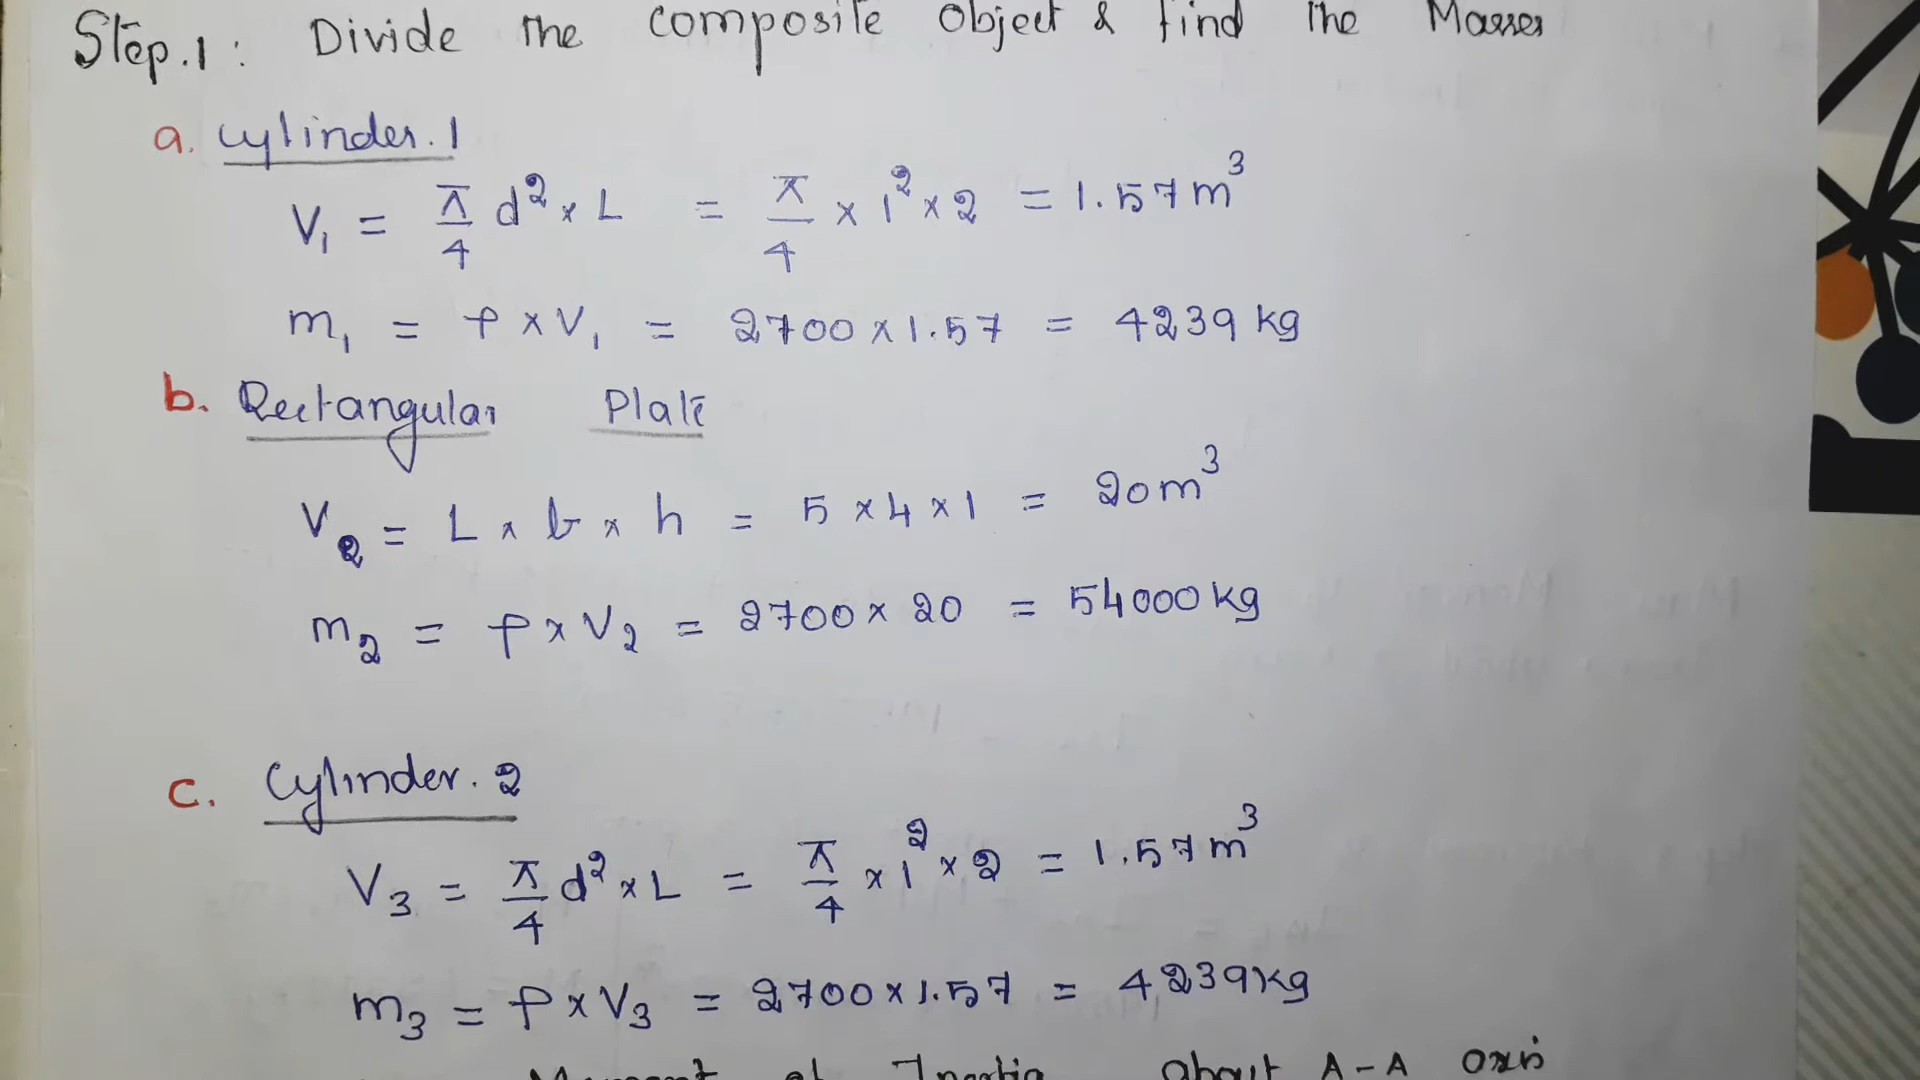 Step.1: Divide the composite object & find the Masses
a. Cylinder.1
V₁ = π/4 d² × L = π/4 × 1² × 2 = 1.57 m³
m₁ = ρ × V₁ = 2700 × 1.57 = 4239 kg
b. Rectangular Plate
V₂ = L × b × h = 5 × 4 × 1 = 20 m³
m₂ = ρ × V₂ = 2700 × 20 = 54000 kg
c. Cylinder.2
V₃ = π/4 d² × L = π/4 × 1² × 2 = 1.57 m³
m₃ = ρ × V₃ = 2700 × 1.57 = 4239 kg
Moment of Inertia About A-A axis